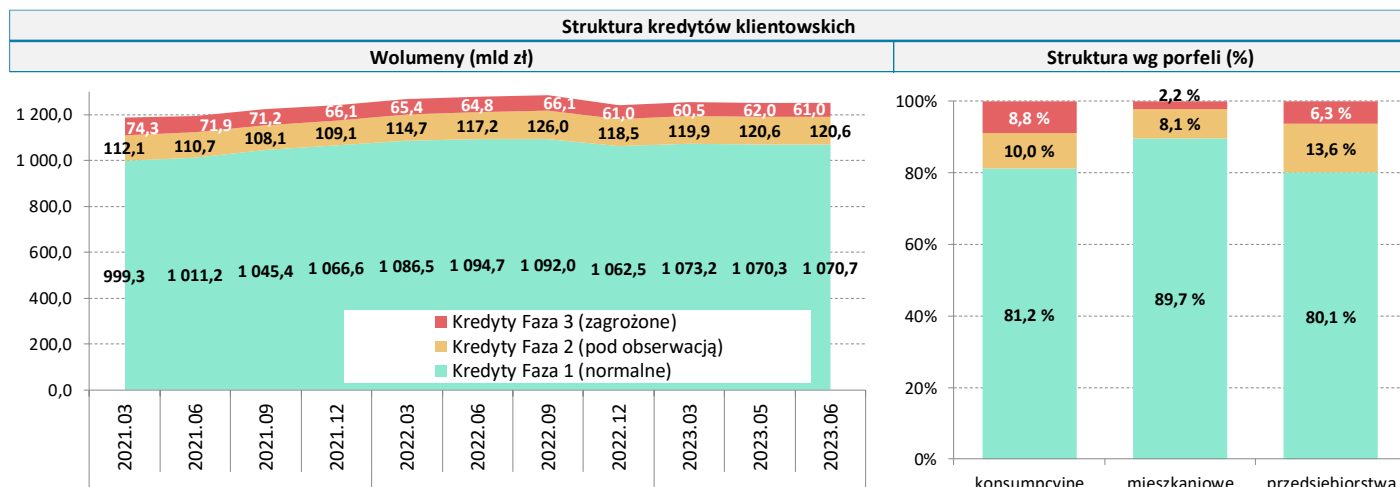 Struktura kredytów klientowskich
Wolumeny (mld zł)
Struktura wg porfeli (%)
1 200,0
1 000,0
800,0
600,0
400,0
200,0
0,0
74,3 71,9 71,2 66,1 65,4 64,8 66,1 61,0 60,5 62,0 61,0
112,1 110,7 108,1 109,1 114,7 117,2 126,0 118,5 119,9 120,6 120,6
999,3 1 011,2 1 045,4 1 066,6 1 086,5 1 094,7 1 092,0 1 062,5 1 073,2 1 070,3 1 070,7
Kredyty Faza 3 (zagrożone)
Kredyty Faza 2 (pod obserwacją)
Kredyty Faza 1 (normalne)
2021.03 2021.06 2021.09 2021.12 2022.03 2022.06 2022.09 2022.12 2023.03 2023.05 2023.06
100%
80%
60%
40%
20%
0%
8,8 % 2,2 % 6,3 %
10,0 % 8,1 % 13,6 %
81,2 % 89,7 % 80,1 %
konsumpcyjne mieszkaniowe przedsiębiorstwa